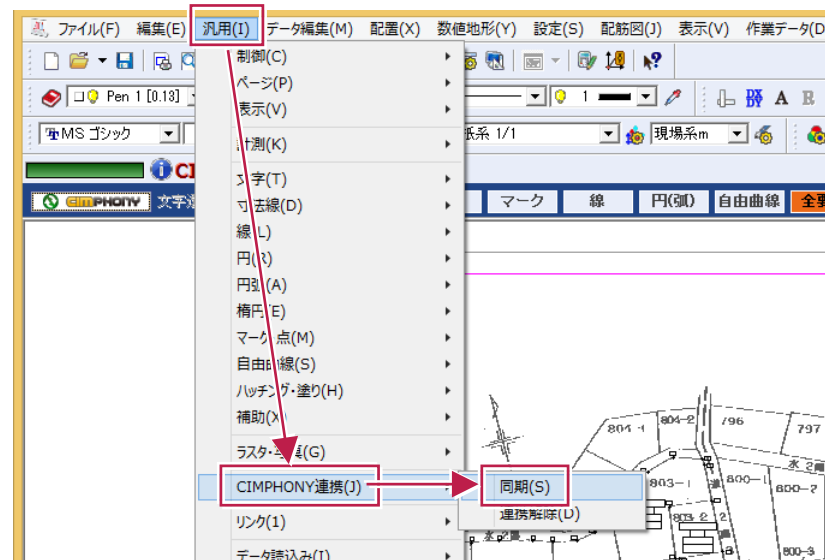 ファイル(F) 編集(E) 汎用(I) データ編集(M) 配置(X) 数値地形(Y) 設定(S) 配筋図(J) 表示(V) 作業データ(D
制御(C)
ページ(P)
Pen 1 [0.13]
1
A
表示(V)
MS ゴシック
紙系 1/1
現場系m
計測(K)
CI
文字(T)
CIMPHONY 文字
マーク 線 円(弧) 自由曲線
寸法線(D)
線(L)
円(R)
円弧(A)
楕円(E)
マーク・点(M)
自由曲線(S)
ハッチング・塗り(H)
補助(X)
ラスタ・写真(G)
CIMPHONY連携(J)
同期(S)
連携解除(D)
リンク(1)
データ読込み(I)
804-2
796
797
803-1
800-1
800-2
803-2
800-3